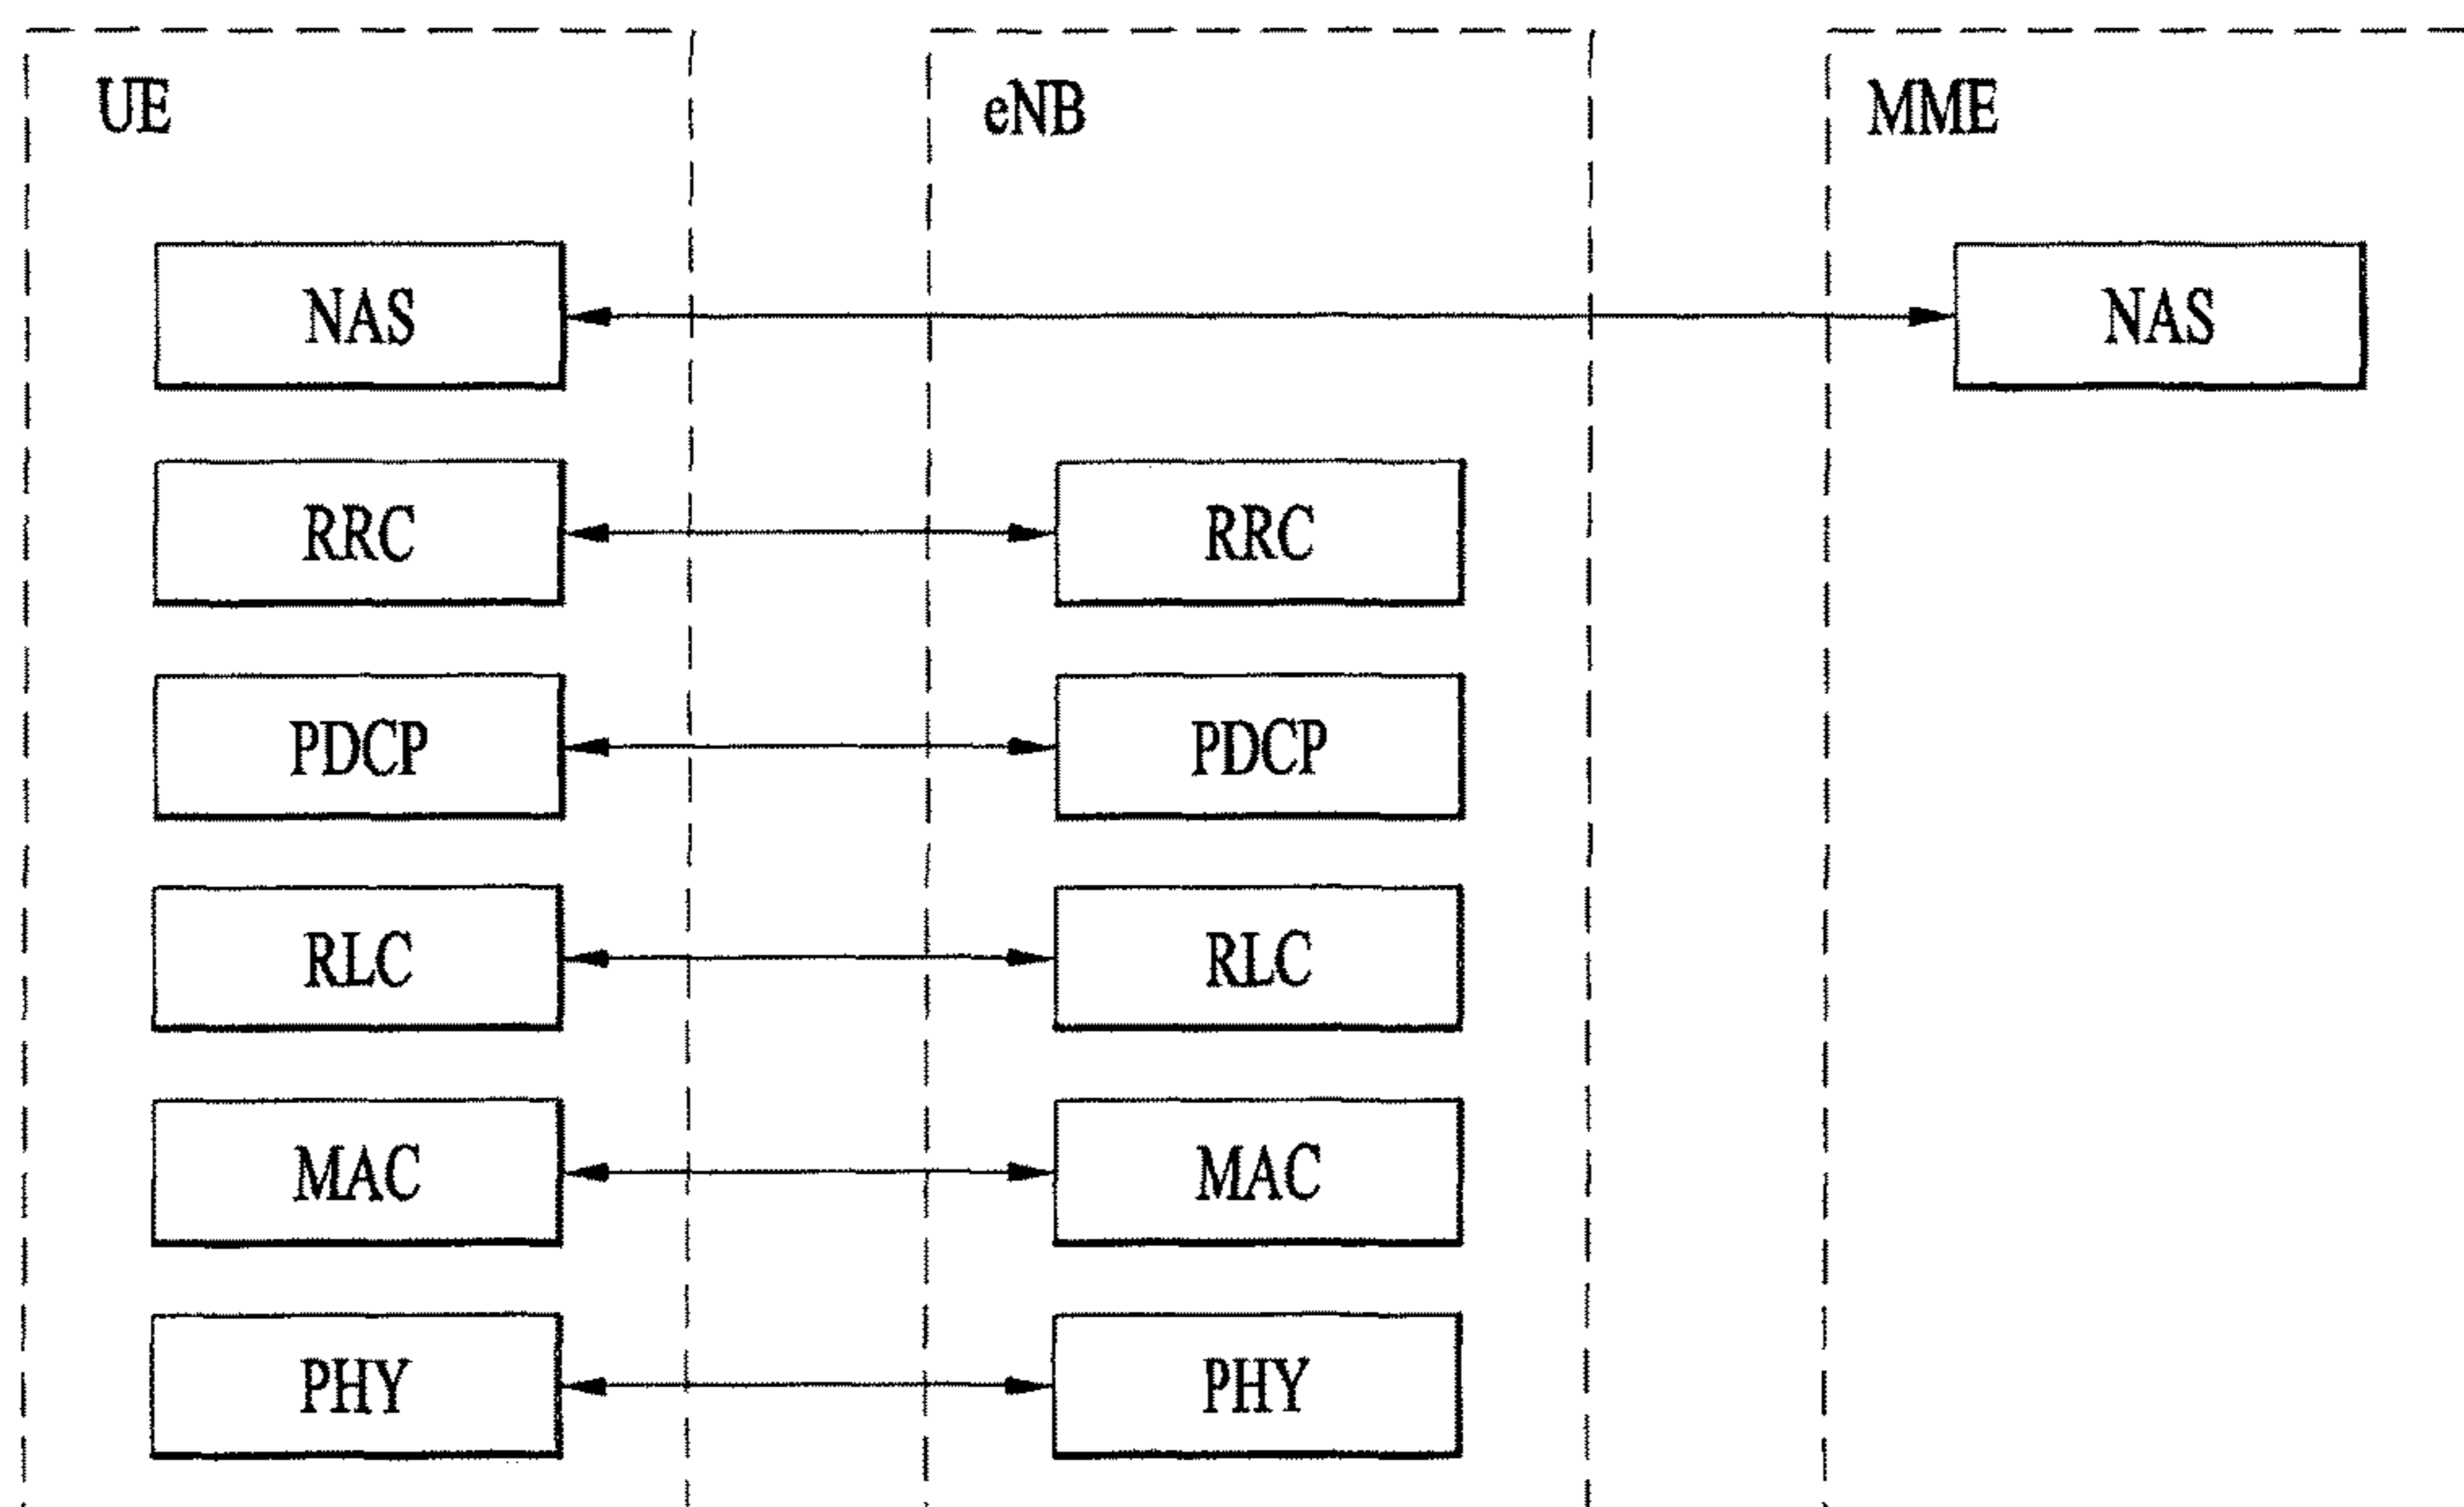 UE eNB MME
NAS NAS
RRC RRC
PDCP PDCP
RLC RLC
MAC MAC
PHY PHY